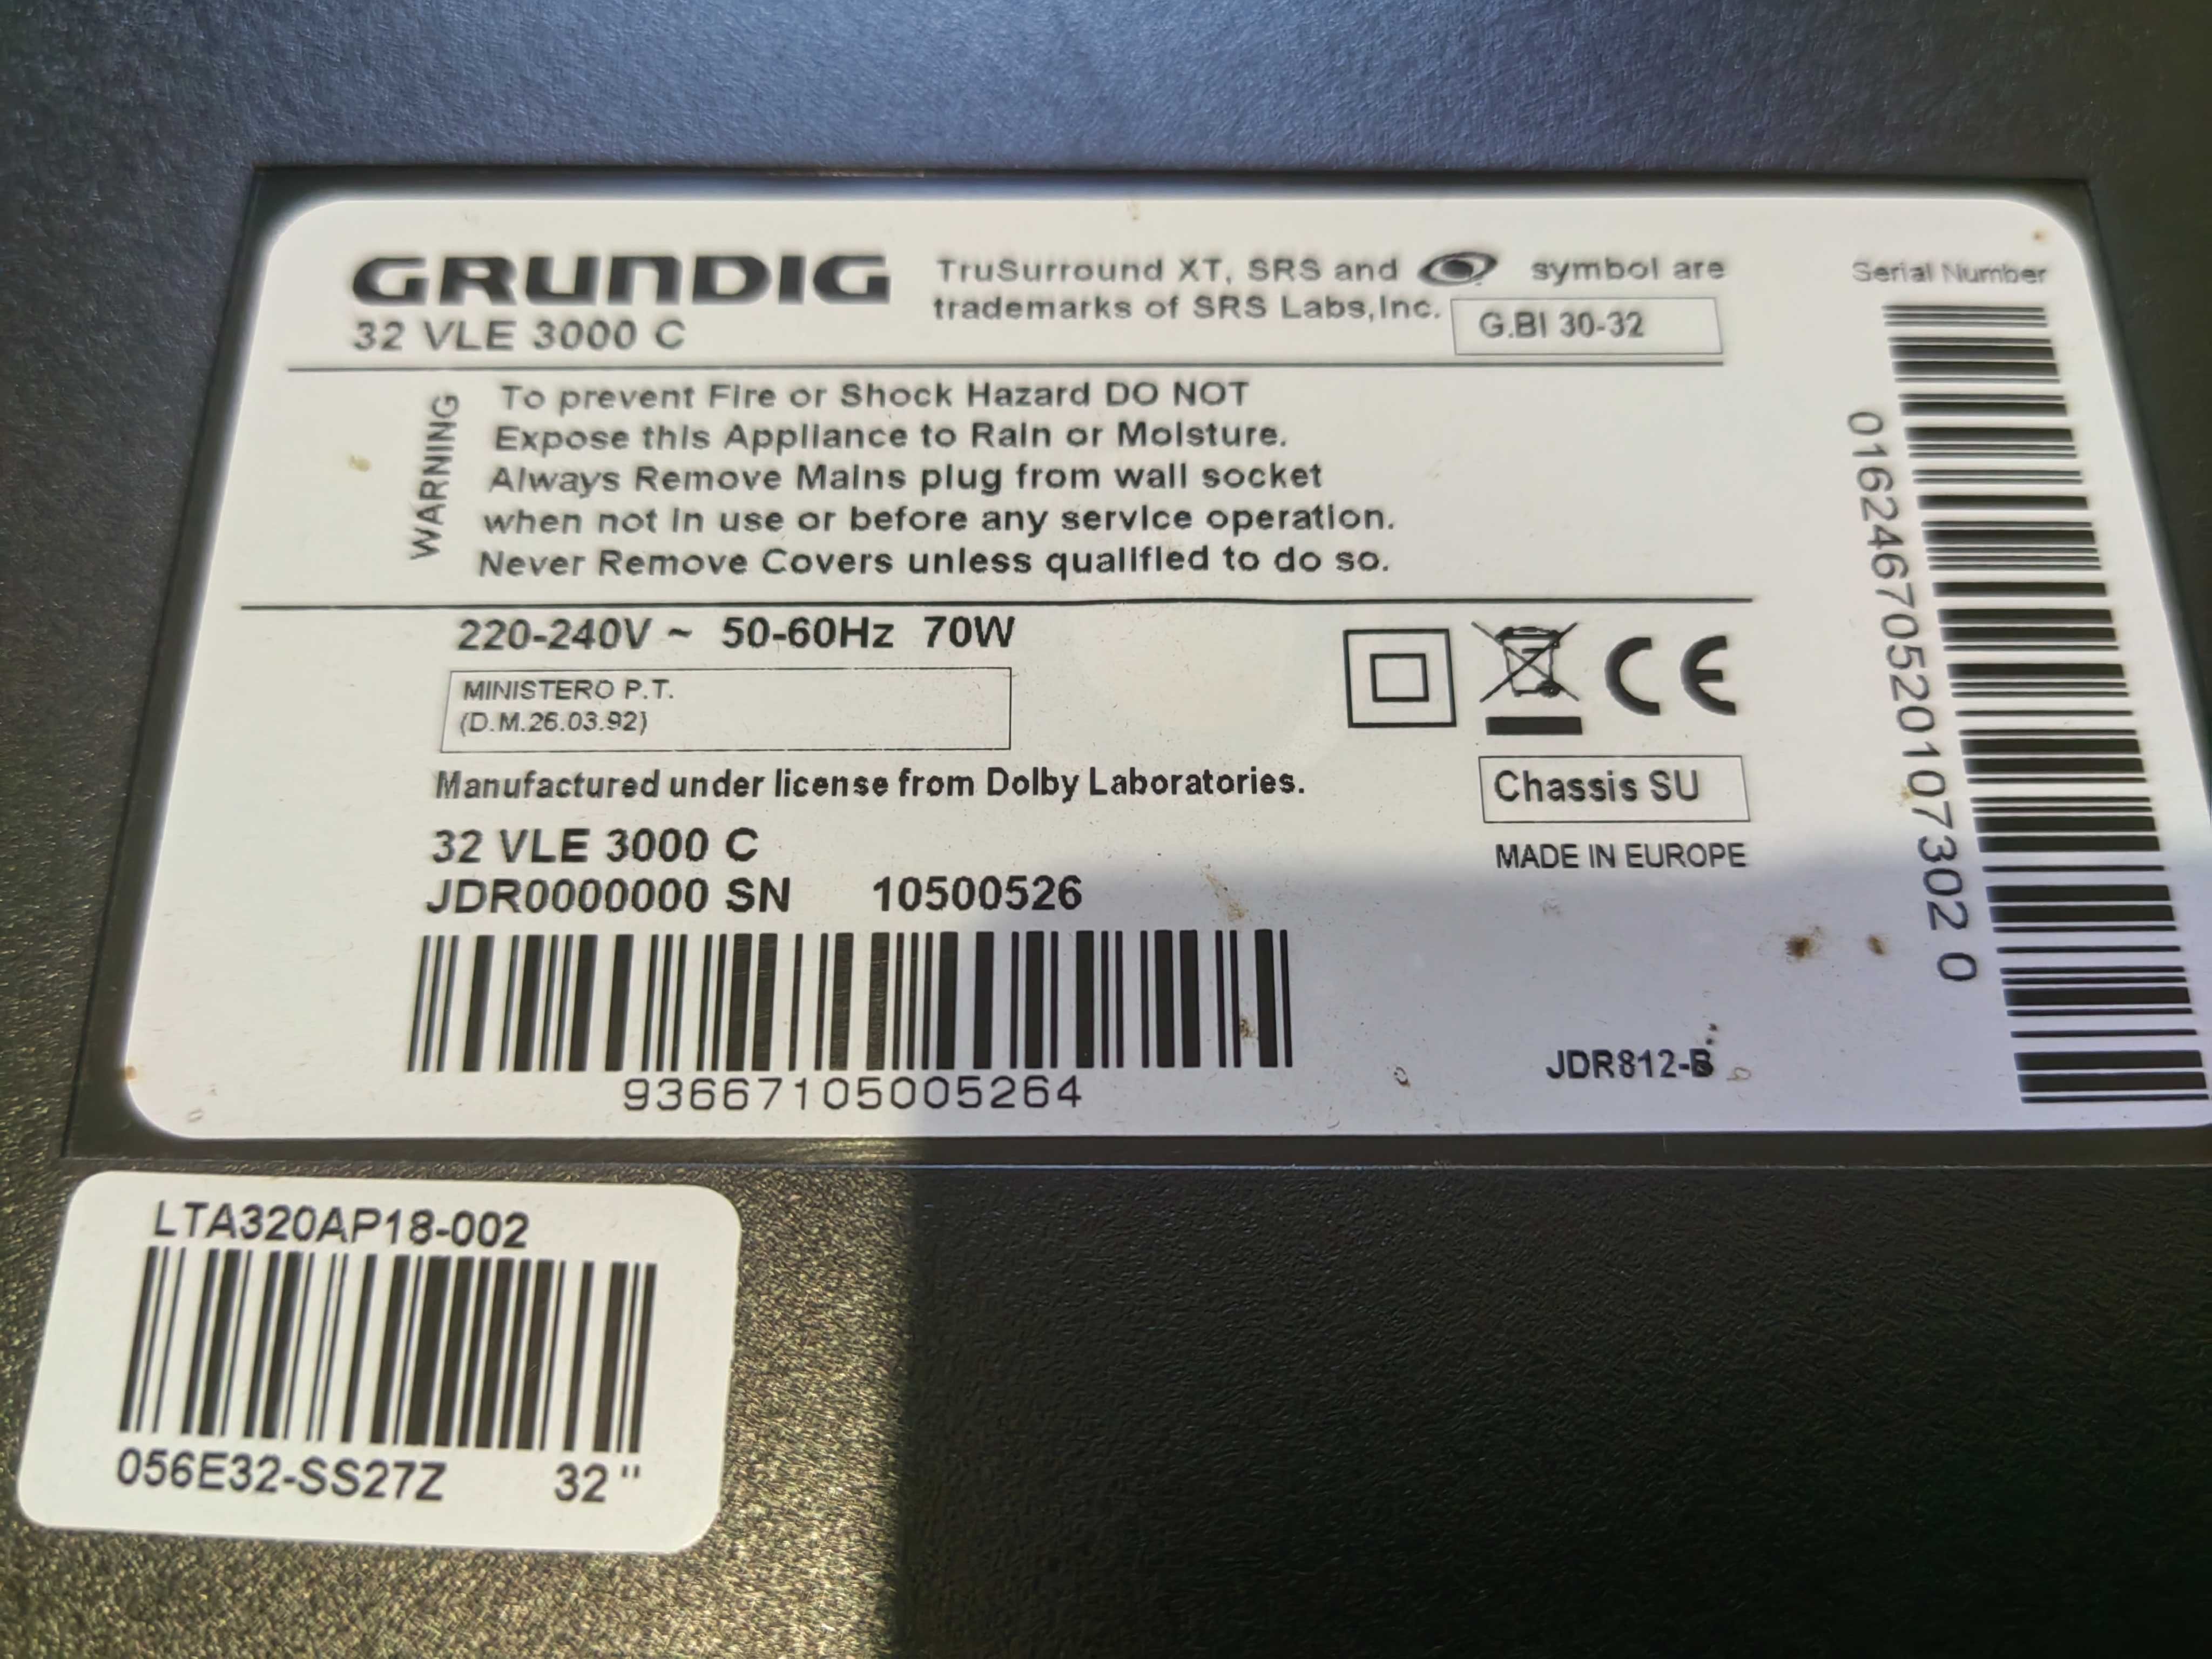 GRUNDIG
32 VLE 3000 C
TruSurround XT, SRS and symbol are
trademarks of SRS Labs,Inc.
G.BI 30-32
Serial Number
0162467052010730​2 0
WARNING
To prevent Fire or Shock Hazard DO NOT
Expose this Appliance to Rain or Moisture.
Always Remove Mains plug from wall socket
when not in use or before any service operation.
Never Remove Covers unless qualified to do so.
220-240V ~ 50-60Hz 70W
MINISTERO P.T.
(D.M.26.03.92)
CE
Manufactured under license from Dolby Laboratories.
Chassis SU
MADE IN EUROPE
32 VLE 3000 C
JDR0000000 SN 10500526
93667105005264
JDR812-B
LTA320AP18-002
056E32-SS27Z 32"